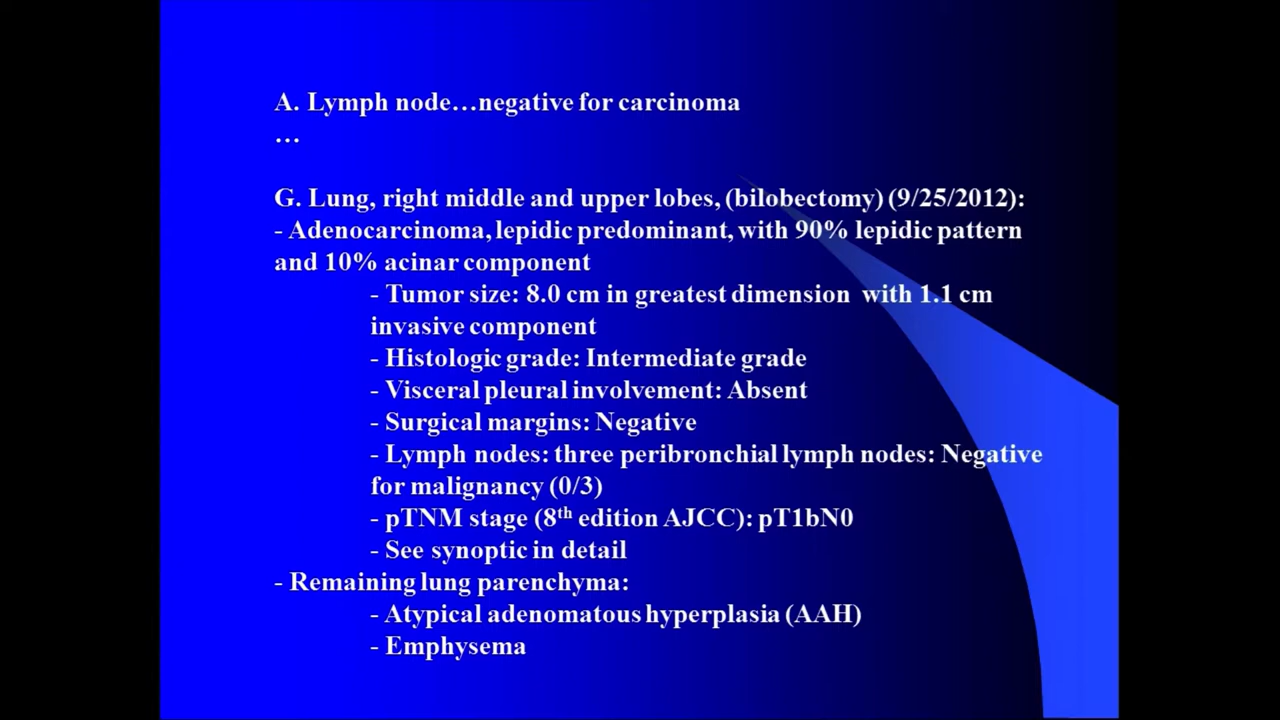 A. Lymph node…negative for carcinoma
…
G. Lung, right middle and upper lobes, (bilobectomy) (9/25/2012):
- Adenocarcinoma, lepidic predominant, with 90% lepidic pattern
and 10% acinar component
- Tumor size: 8.0 cm in greatest dimension with 1.1 cm
invasive component
- Histologic grade: Intermediate grade
- Visceral pleural involvement: Absent
- Surgical margins: Negative
- Lymph nodes: three peribronchial lymph nodes: Negative
for malignancy (0/3)
- pTNM stage (8th edition AJCC): pT1bN0
- See synoptic in detail
- Remaining lung parenchyma:
- Atypical adenomatous hyperplasia (AAH)
- Emphysema